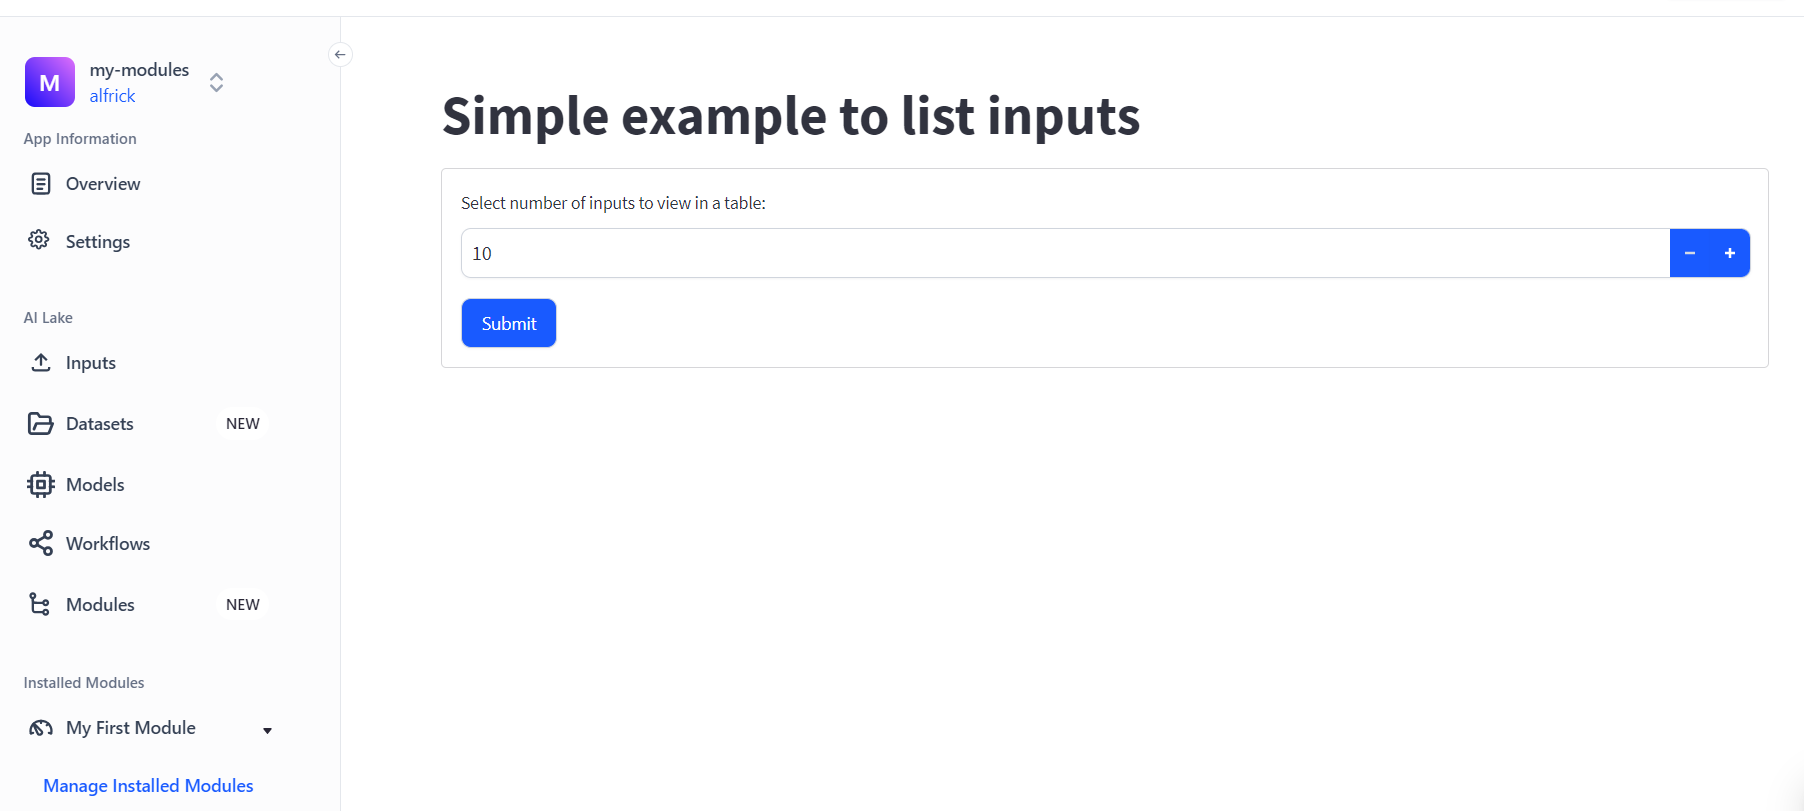 M
my-modules
alfrick
App Information
Overview
Settings
AI Lake
Inputs
Datasets NEW
Models
Workflows
Modules NEW
Installed Modules
My First Module
Manage Installed Modules
Simple example to list inputs
Select number of inputs to view in a table:
10 − +
Submit